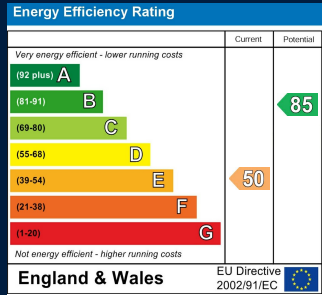 Energy Efficiency Rating
Current Potential
Very energy efficient - lower running costs
(92 plus) A
(81-91) B
85
(69-80) C
(55-68) D
(39-54) E
50
(21-38) F
(1-20) G
Not energy efficient - higher running costs
England & Wales
EU Directive
2002/91/EC